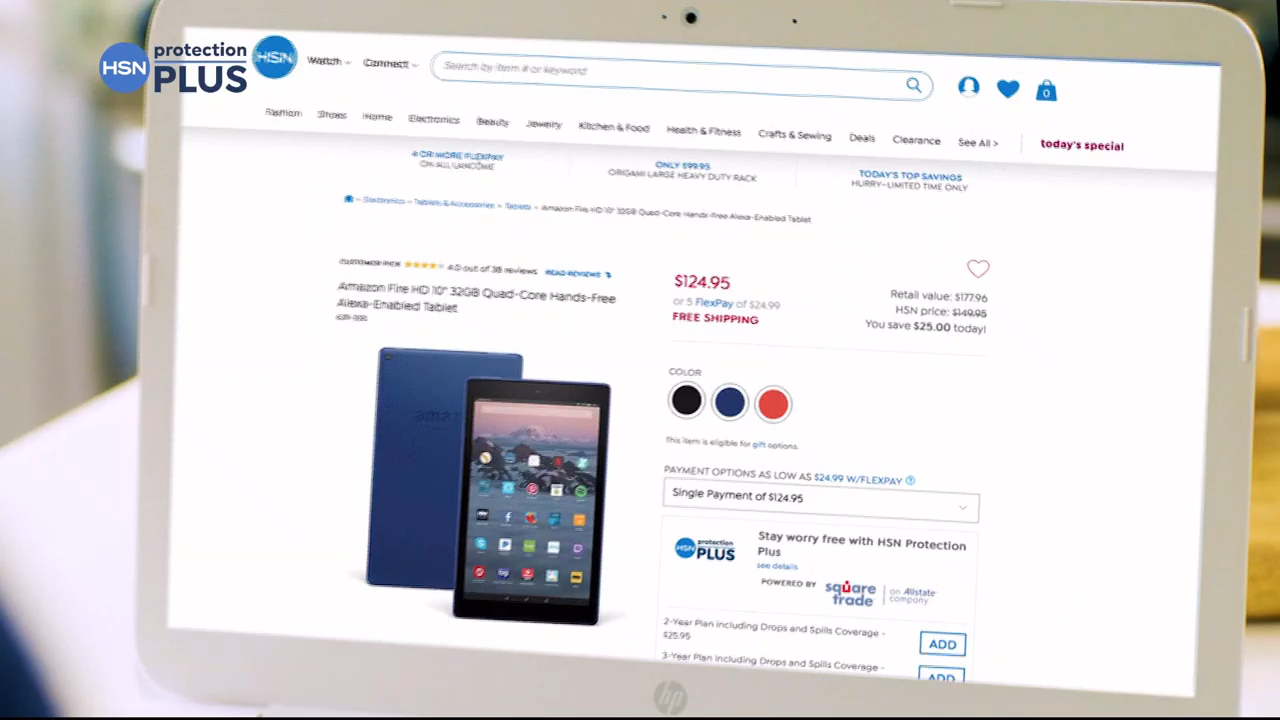 HSN protection PLUS
HSN
Watch Connect Search by item # or keyword 0
Fashion Shoes Home Electronics Beauty Jewelry Kitchen & Food Health & Fitness Crafts & Sewing Deals Clearance See All > today's special
OR MORE FLEXPAY
ON ALL LANCOME
ONLY $99.95
ORIGAMI LARGE HEAVY DUTY RACK
TODAY'S TOP SAVINGS
HURRY–LIMITED TIME ONLY
Electronics Tablets & Accessories Tablets Amazon Fire HD 10" 32GB Quad-Core Hands-Free Alexa-Enabled Tablet
CUSTOMER PICK 4.0 out of 38 reviews READ REVIEWS
Amazon Fire HD 10" 32GB Quad-Core Hands-Free
Alexa-Enabled Tablet
$124.95
or 5 FlexPay of $24.99
FREE SHIPPING
Retail value: $177.96
HSN price: $149.95
You save $25.00 today!
COLOR
This item is eligible for gift options.
PAYMENT OPTIONS AS LOW AS $24.99 W/FLEXPAY ?
Single Payment of $124.95
HSN protection PLUS
Stay worry free with HSN Protection
Plus
see details
POWERED BY square trade an Allstate company
2-Year Plan including Drops and Spills Coverage -
$25.95
ADD
3-Year Plan including Drops and Spills Coverage -
ADD
amaz
hp